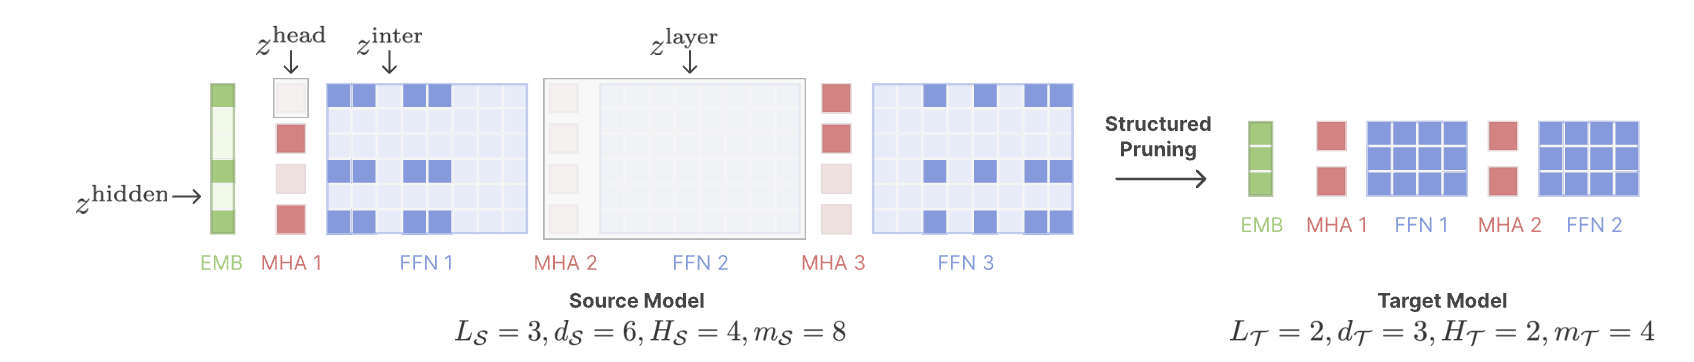 z^head z^inter z^layer
z^hidden
EMB MHA 1 FFN 1 MHA 2 FFN 2 MHA 3 FFN 3
Source Model
L_𝒮 = 3, d_𝒮 = 6, H_𝒮 = 4, m_𝒮 = 8
Structured
Pruning
EMB MHA 1 FFN 1 MHA 2 FFN 2
Target Model
L_𝒯 = 2, d_𝒯 = 3, H_𝒯 = 2, m_𝒯 = 4